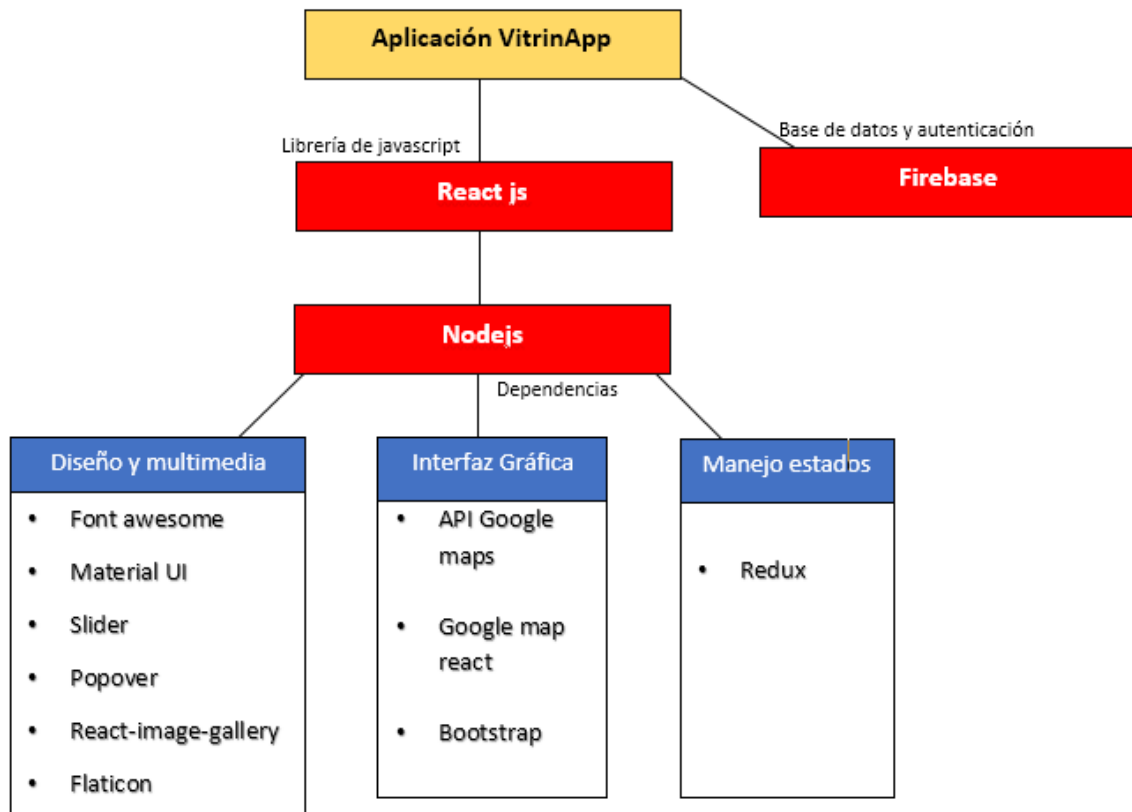 Aplicación VitrinApp
Librería de javascript
Base de datos y autenticación
React js
Firebase
Nodejs
Dependencias
Diseño y multimedia
• Font awesome
• Material UI
• Slider
• Popover
• React-image-gallery
• Flaticon
Interfaz Gráfica
• API Google
maps
• Google map
react
• Bootstrap
Manejo estados
• Redux